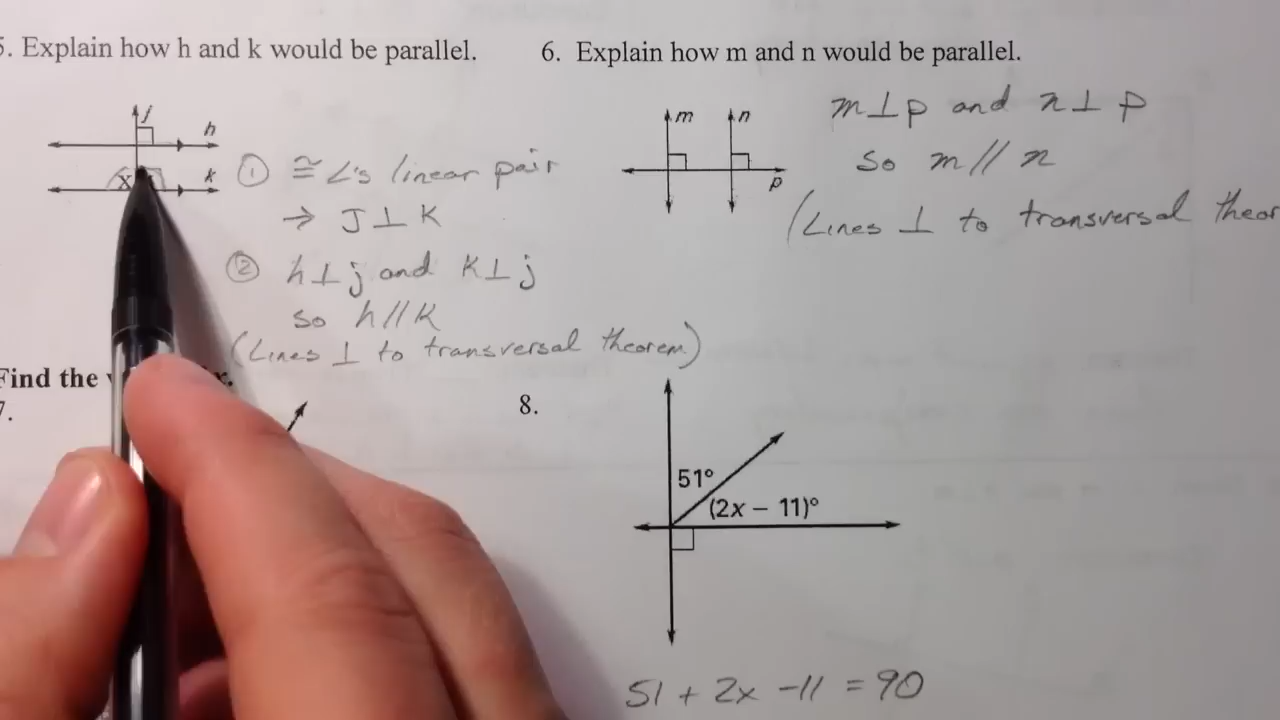 5. Explain how h and k would be parallel.
j
h
x
k
① ≅ ∠'s linear pair
→ J ⊥ K
② h ⊥ j and k ⊥ j
so h // k
(Lines ⊥ to transversal theorem)
6. Explain how m and n would be parallel.
m
n
p
m ⊥ p and n ⊥ p
so m // n
(Lines ⊥ to transversal
Find the
7.
8.
51°
(2x − 11)°
51 + 2x − 11 = 90